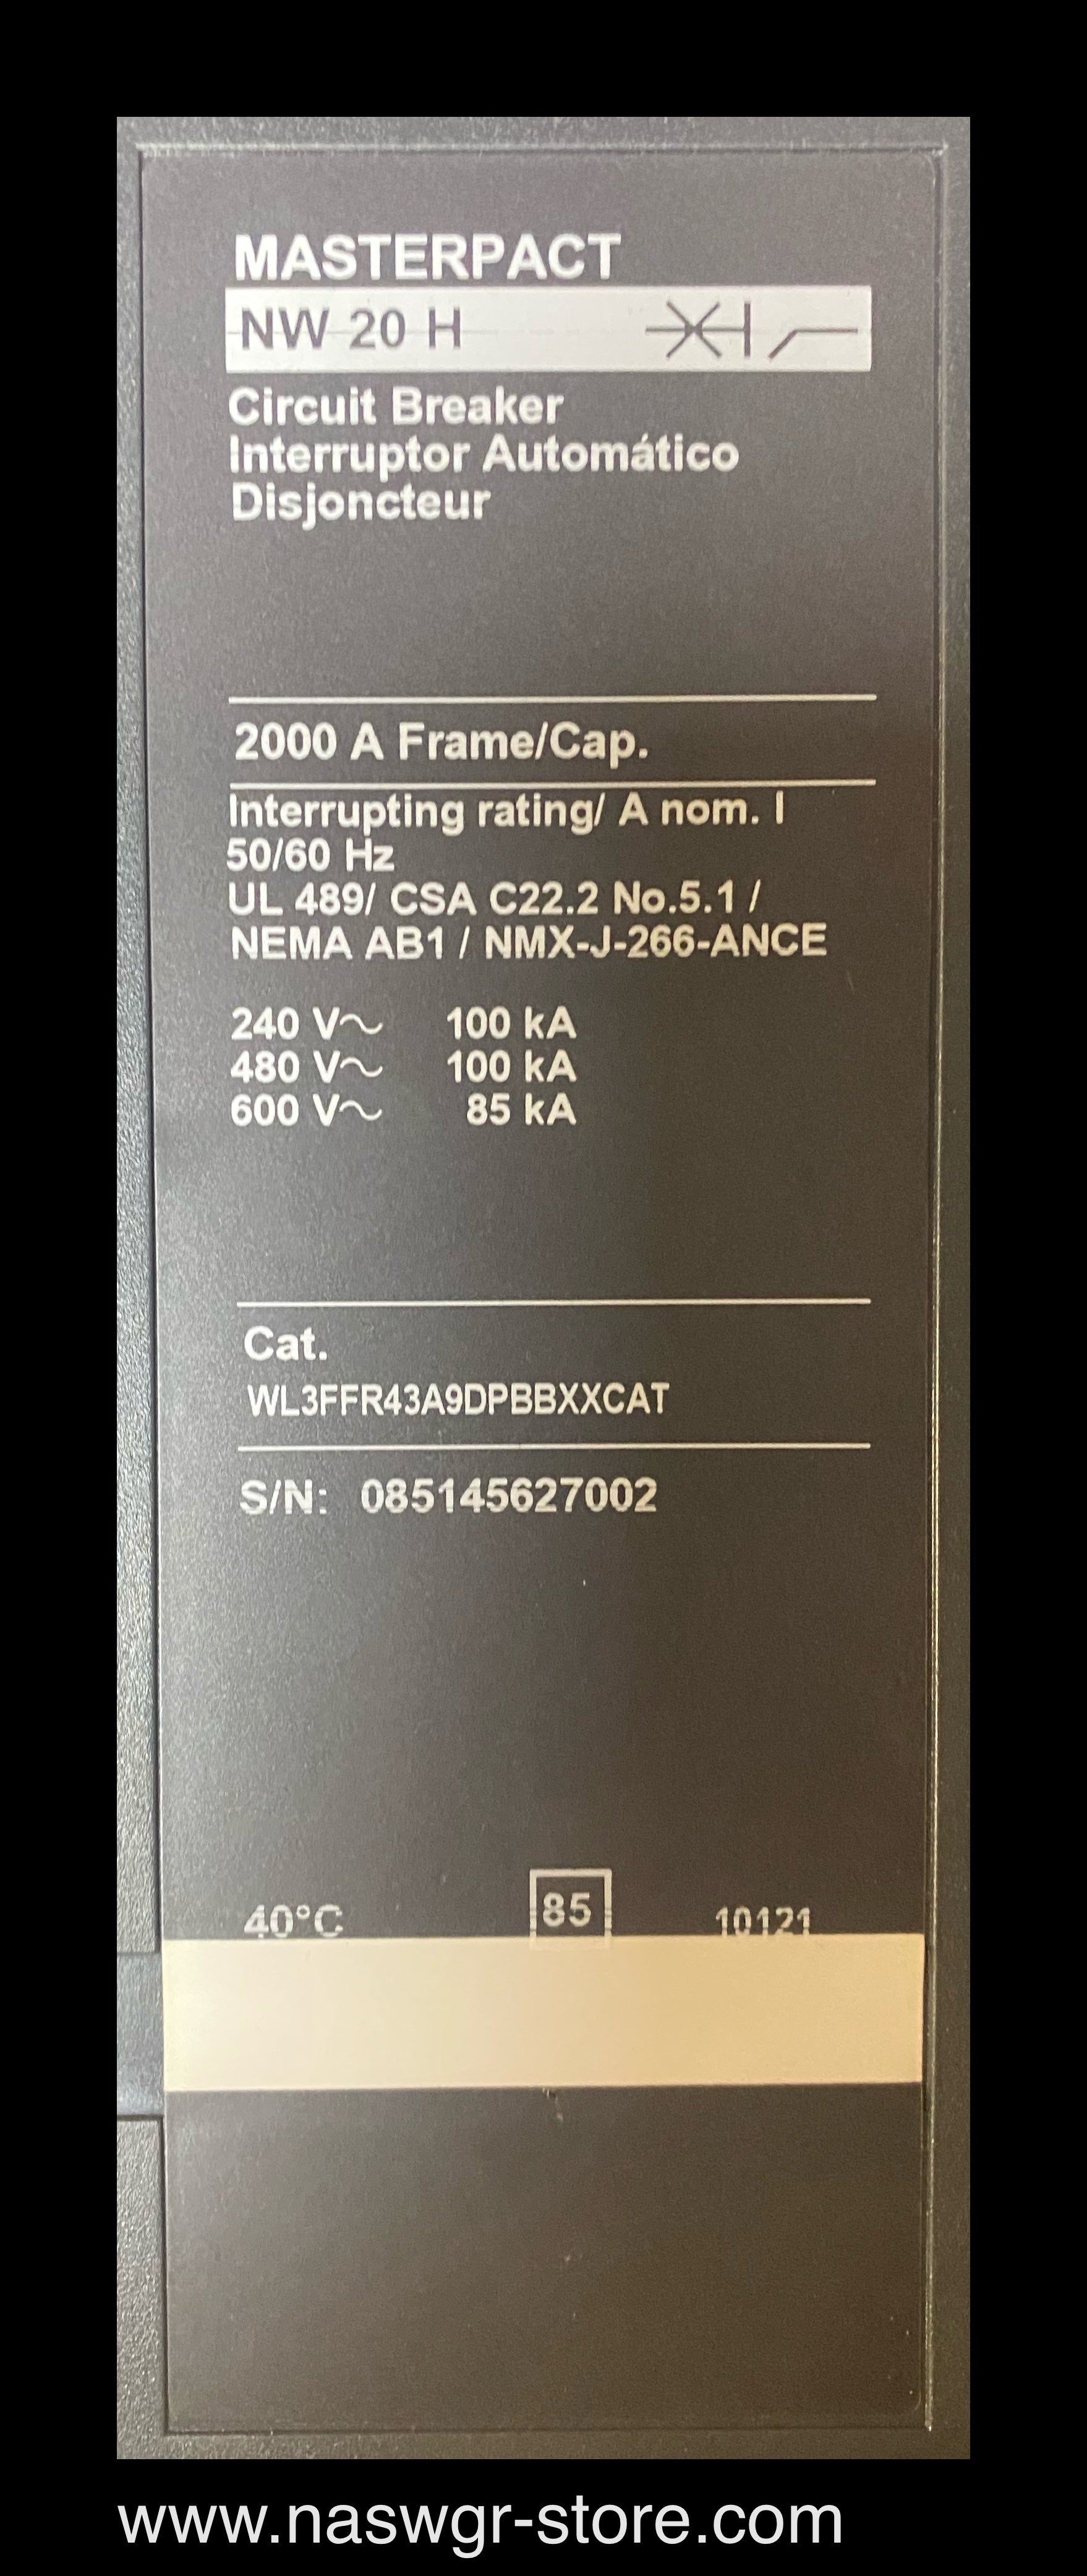 MASTERPACT
NW 20 H
Circuit Breaker
Interruptor Automático
Disjoncteur
2000 A Frame/Cap.
Interrupting rating/ A nom. I
50/60 Hz
UL 489/ CSA C22.2 No.5.1 /
NEMA AB1 / NMX-J-266-ANCE
240 V~ 100 kA
480 V~ 100 kA
600 V~ 85 kA
Cat.
WL3FFR43A9DPBBXXCAT
S/N: 085145627002
40°C 85 10121
www.naswgr-store.com